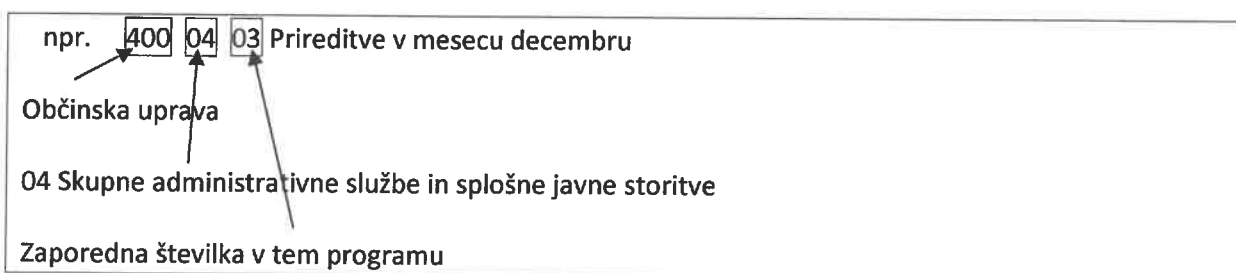 npr. 400 04 03 Prireditve v mesecu decembru
Občinska uprava
04 Skupne administrativne službe in splošne javne storitve
Zaporedna številka v tem programu